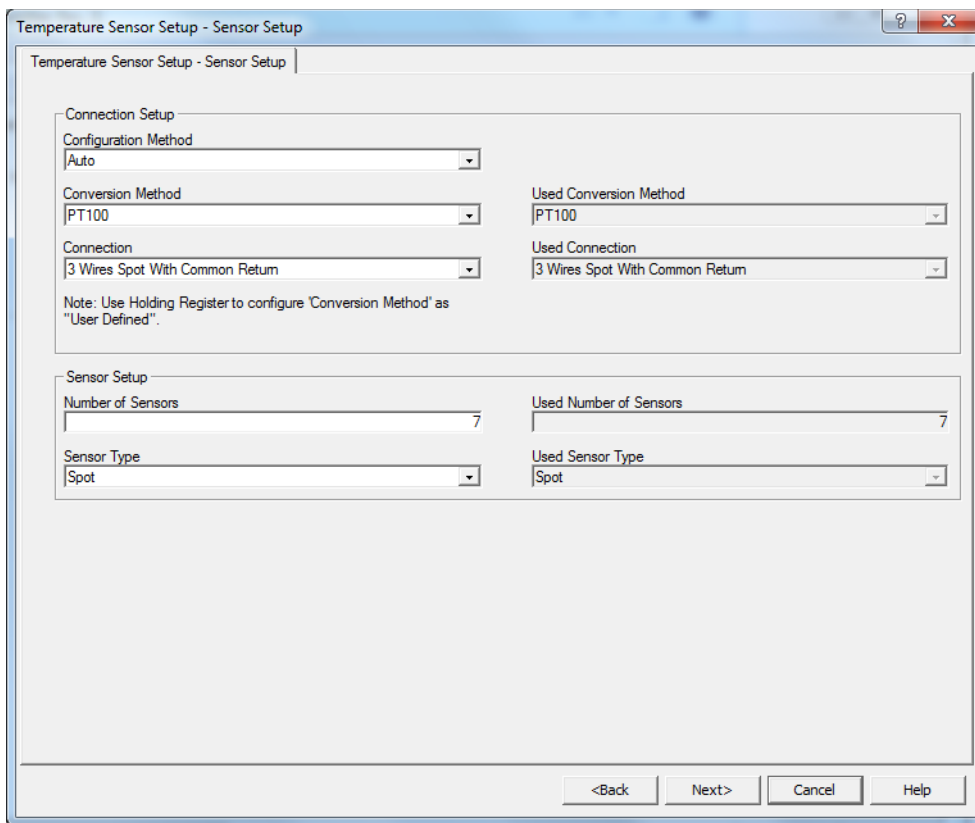 Temperature Sensor Setup - Sensor Setup
Temperature Sensor Setup - Sensor Setup
Connection Setup
Configuration Method
Auto
Conversion Method
Used Conversion Method
PT100
PT100
Connection
Used Connection
3 Wires Spot With Common Return
3 Wires Spot With Common Return
Note: Use Holding Register to configure 'Conversion Method' as
"User Defined".
Sensor Setup
Number of Sensors
Used Number of Sensors
7
7
Sensor Type
Used Sensor Type
Spot
Spot
<Back
Next>
Cancel
Help